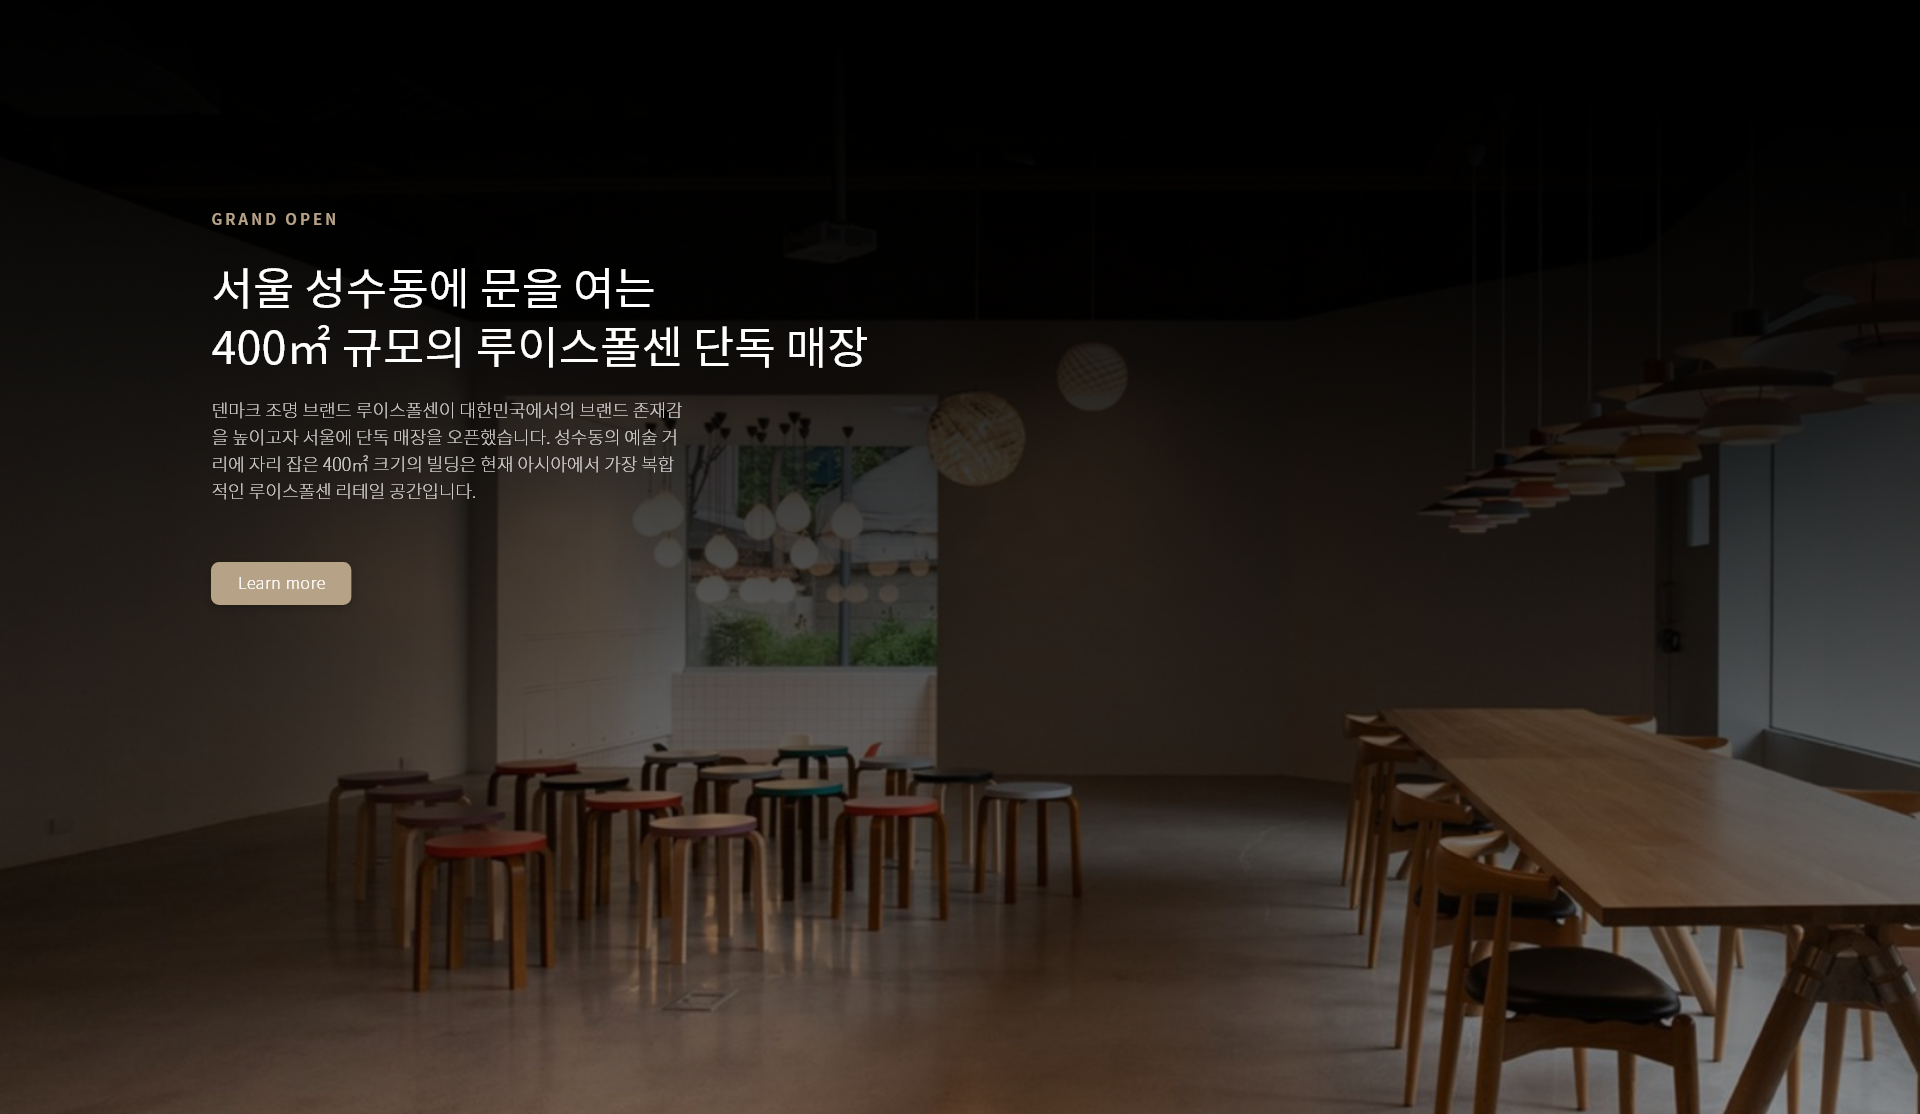 GRAND OPEN
서울 성수동에 문을 여는
400㎡ 규모의 루이스폴센 단독 매장
덴마크 조명 브랜드 루이스폴센이 대한민국에서의 브랜드 존재감
을 높이고자 서울에 단독 매장을 오픈했습니다. 성수동의 예술 거
리에 자리 잡은 400㎡ 크기의 빌딩은 현재 아시아에서 가장 복합
적인 루이스폴센 리테일 공간입니다.
Learn more